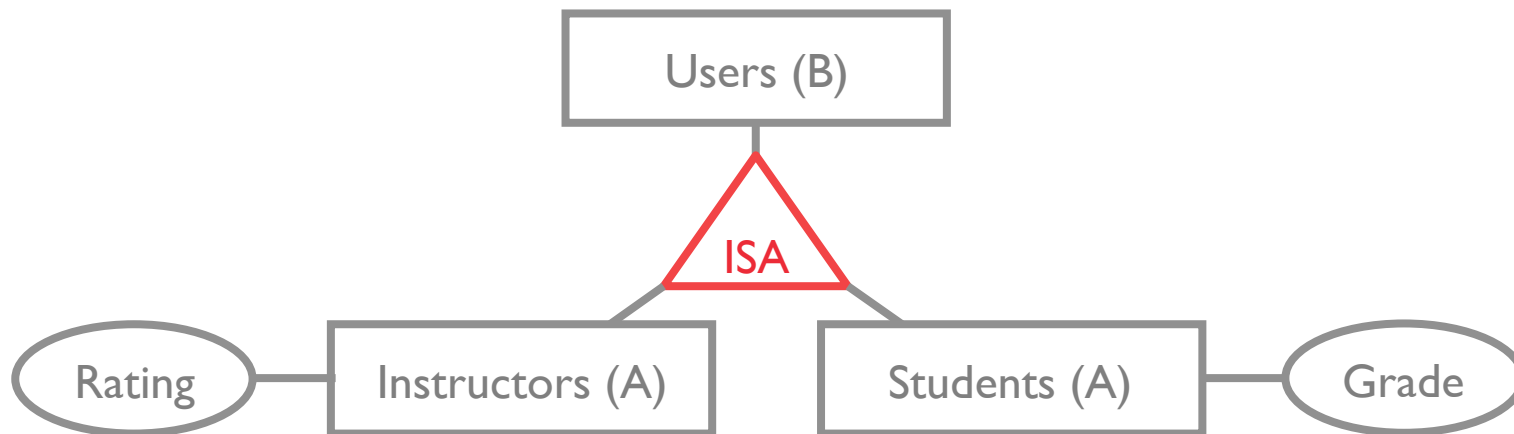 Users (B)
ISA
Rating
Instructors (A)
Students (A)
Grade